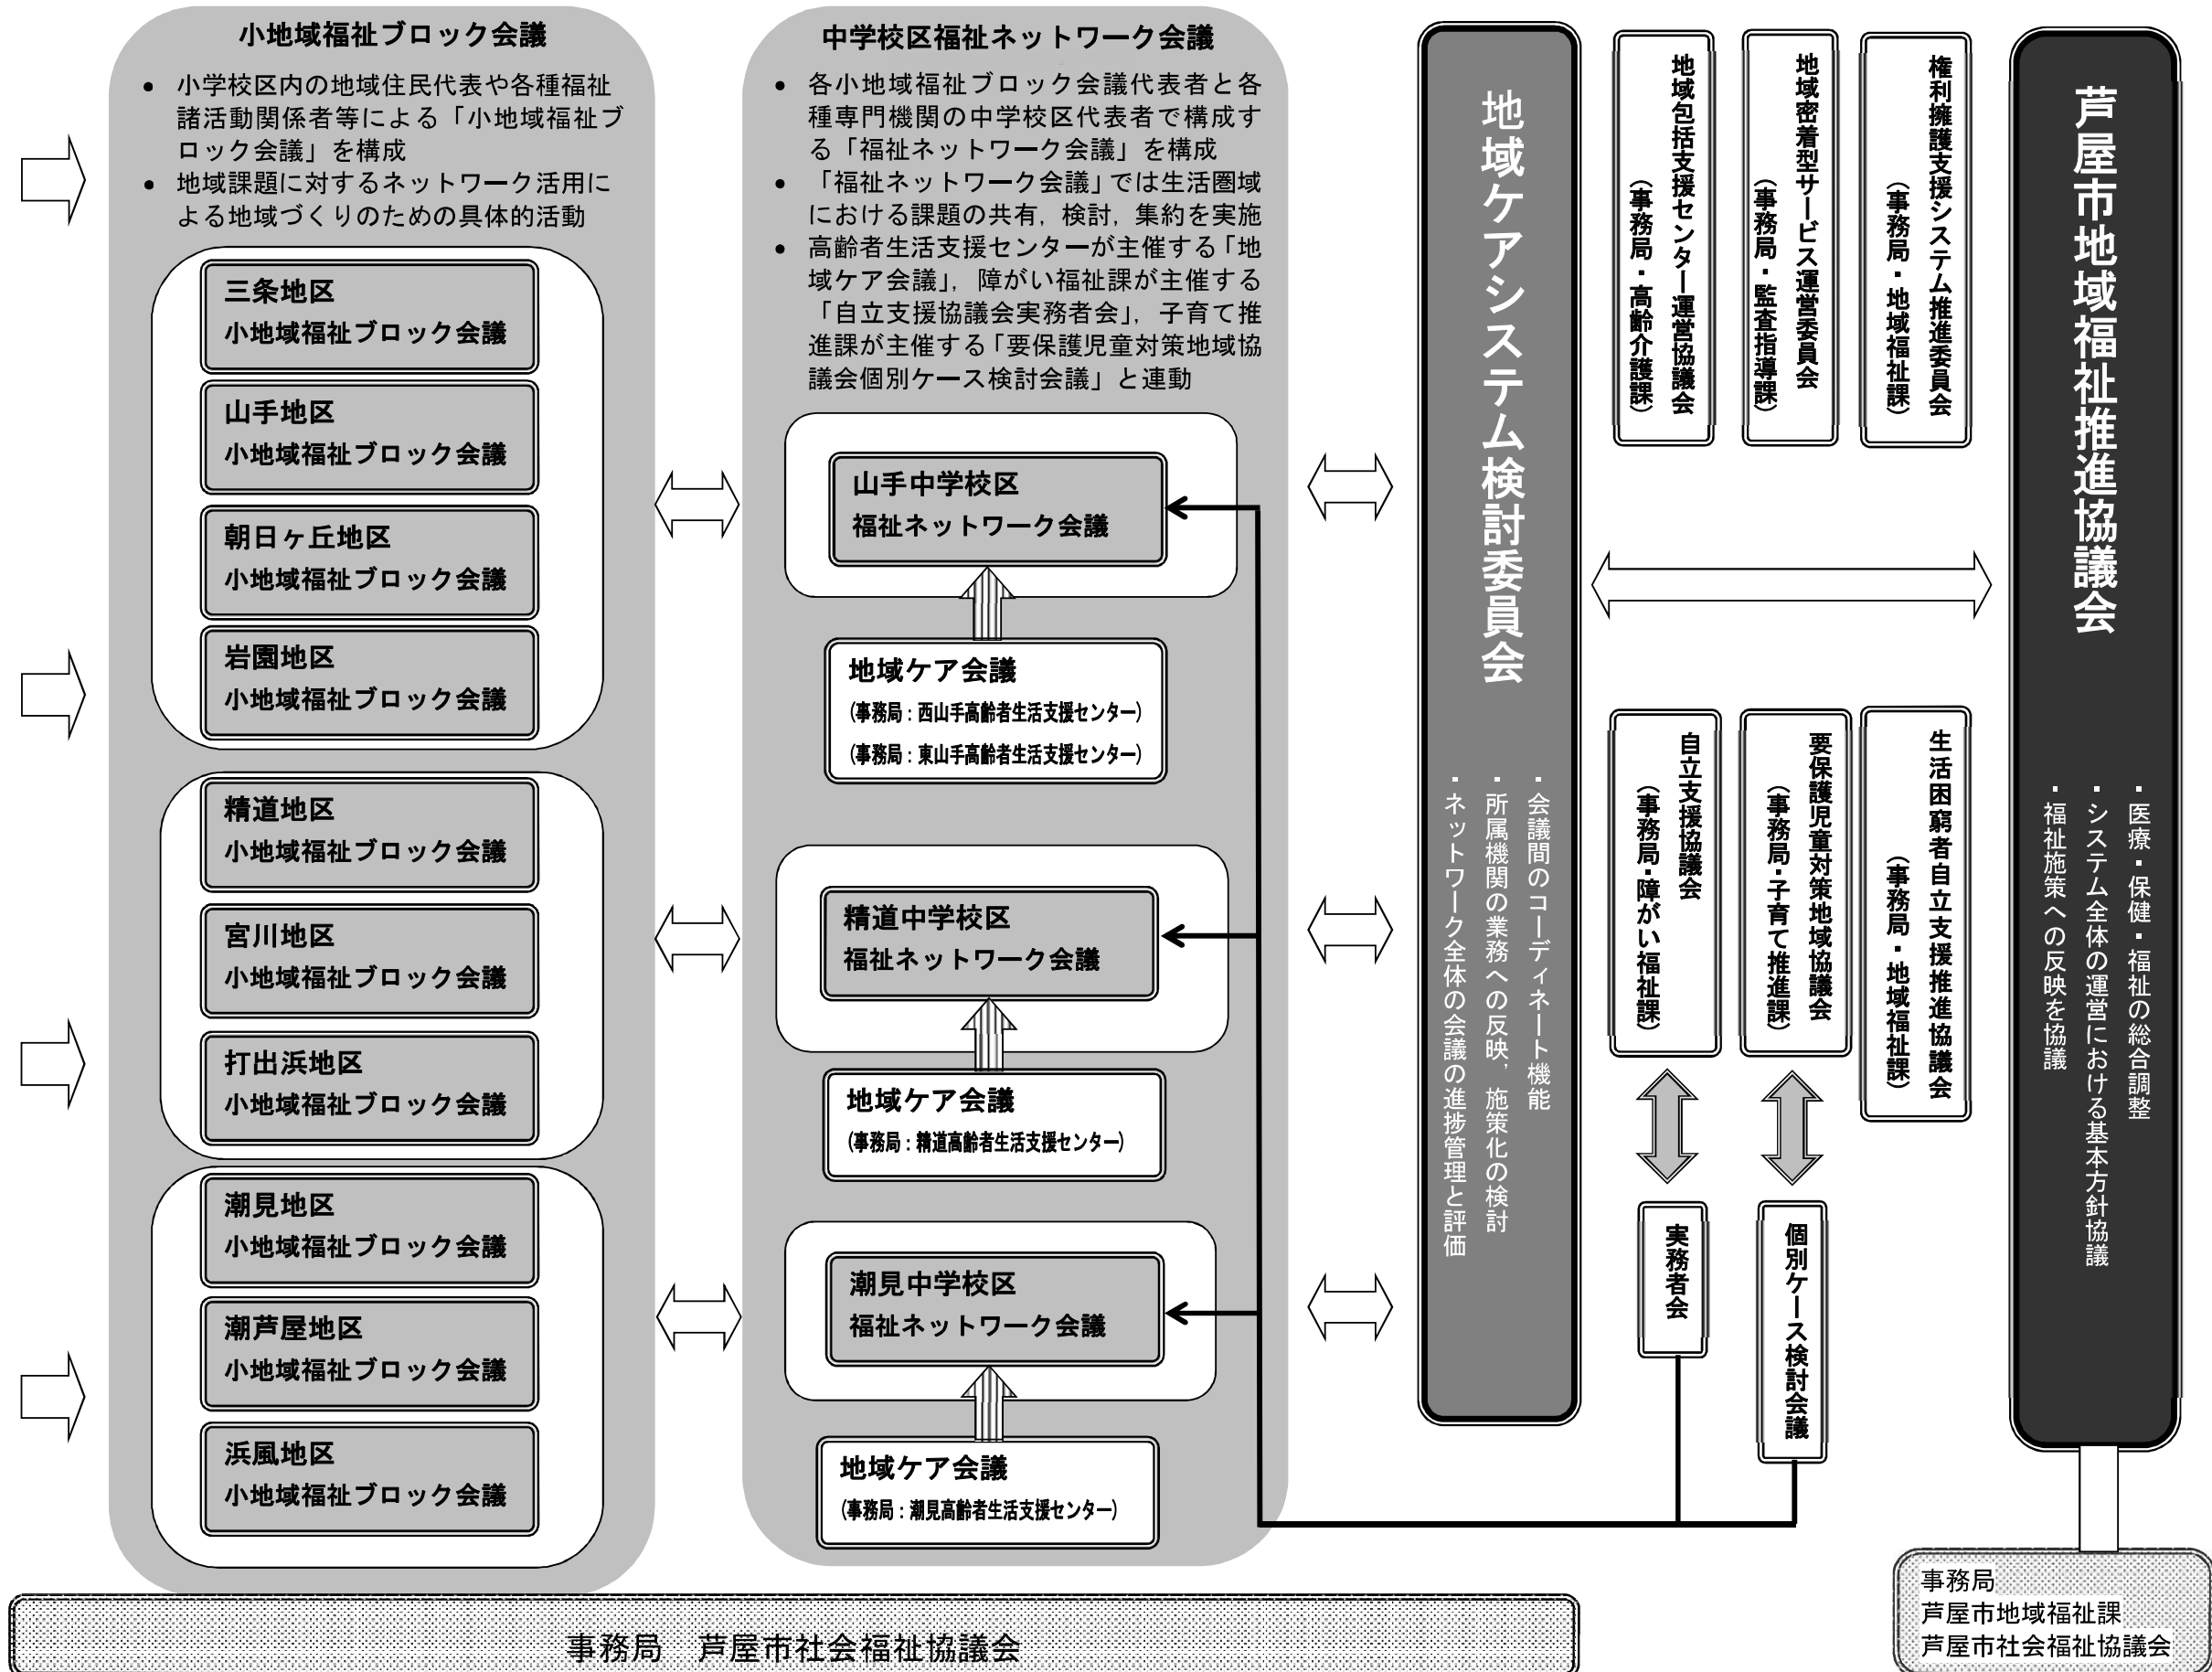 小地域福祉ブロック会議
● 小学校区内の地域住民代表や各種福祉
諸活動関係者等による「小地域福祉ブ
ロック会議」を構成
● 地域課題に対するネットワーク活用に
よる地域づくりのための具体的活動
三条地区
小地域福祉ブロック会議
山手地区
小地域福祉ブロック会議
朝日ヶ丘地区
小地域福祉ブロック会議
岩園地区
小地域福祉ブロック会議
精道地区
小地域福祉ブロック会議
宮川地区
小地域福祉ブロック会議
打出浜地区
小地域福祉ブロック会議
潮見地区
小地域福祉ブロック会議
潮芦屋地区
小地域福祉ブロック会議
浜風地区
小地域福祉ブロック会議
中学校区福祉ネットワーク会議
● 各小地域福祉ブロック会議代表者と各
種専門機関の中学校区代表者で構成す
る「福祉ネットワーク会議」を構成
● 「福祉ネットワーク会議」では生活圏域
における課題の共有，検討，集約を実施
● 高齢者生活支援センターが主催する「地
域ケア会議」，障がい福祉課が主催する
「自立支援協議会実務者会」，子育て推
進課が主催する「要保護児童対策地域協
議会個別ケース検討会議」と連動
山手中学校区
福祉ネットワーク会議
地域ケア会議
（事務局：西山手高齢者生活支援センター）
（事務局：東山手高齢者生活支援センター）
精道中学校区
福祉ネットワーク会議
地域ケア会議
（事務局：精道高齢者生活支援センター）
潮見中学校区
福祉ネットワーク会議
地域ケア会議
（事務局：潮見高齢者生活支援センター）
地域ケアシステム検討委員会
・会議間のコーディネート機能
・所属機関の業務への反映，施策化の検討
・ネットワーク全体の会議の進捗管理と評価
地域包括支援センター運営協議会
（事務局・高齢介護課）
地域密着型サービス運営委員会
（事務局・監査指導課）
権利擁護支援システム推進委員会
（事務局・地域福祉課）
自立支援協議会
（事務局・障がい福祉課）
要保護児童対策地域協議会
（事務局・子育て推進課）
生活困窮者自立支援推進協議会
（事務局・地域福祉課）
実務者会
個別ケース検討会議
芦屋市地域福祉推進協議会
・医療・保健・福祉の総合調整
・システム全体の運営における基本方針協議
・福祉施策への反映を協議
事務局　芦屋市社会福祉協議会
事務局
芦屋市地域福祉課
芦屋市社会福祉協議会